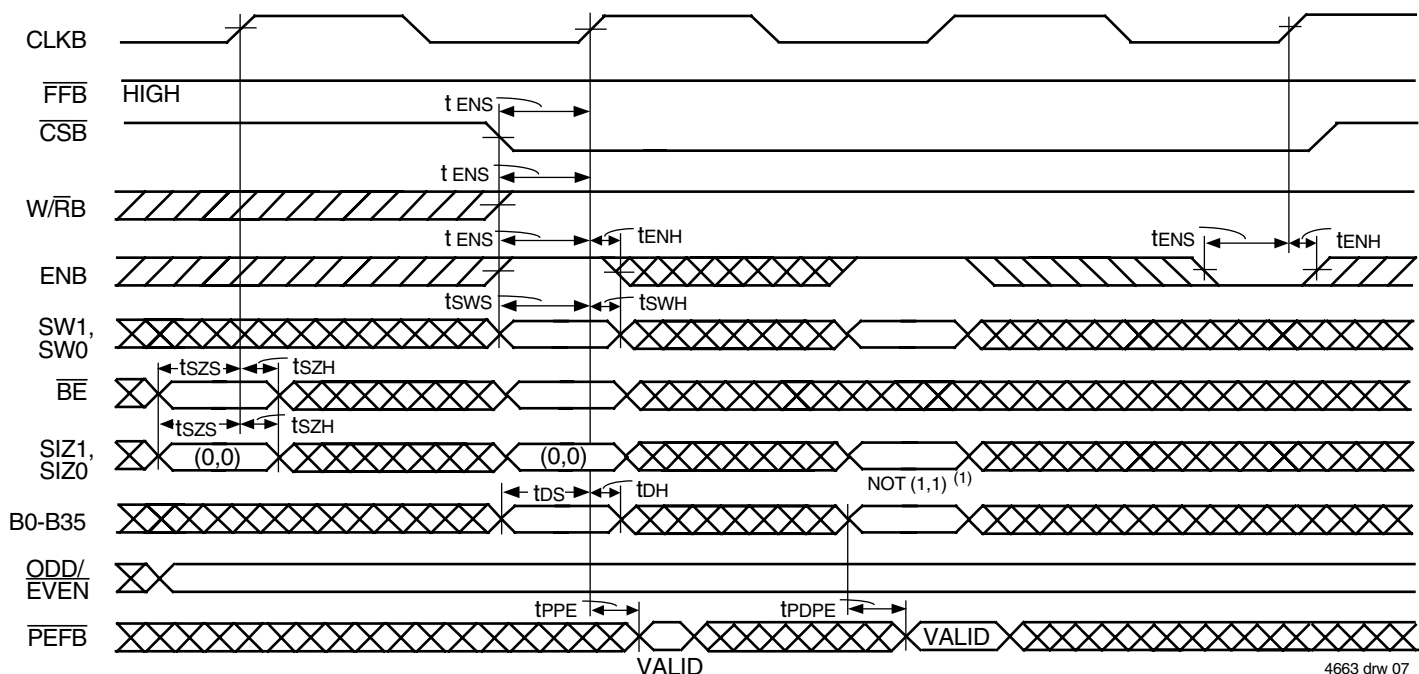 CLKB
FFB HIGH
t ENS
CSB
t ENS
W/RB
t ENS tENH tENS tENH
ENB
tSWS tSWH
SW1,
SW0
tSZS tSZH
BE
tSZS tSZH
SIZ1,
SIZ0
(0,0) (0,0)
NOT (1,1) (1)
tDS tDH
B0-B35
ODD/
EVEN
tPPE tPDPE
PEFB VALID
VALID
4663 drw 07